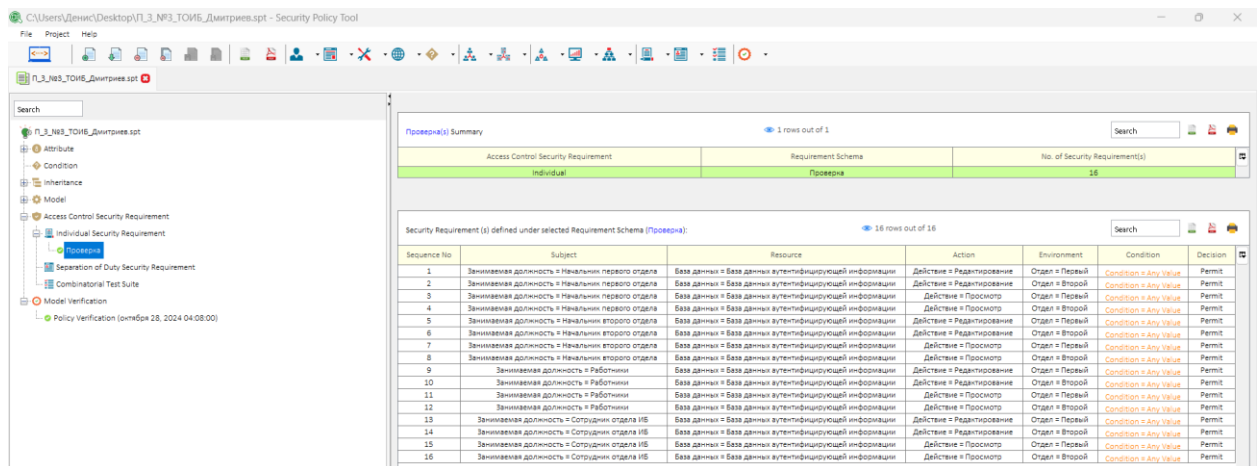 C:\Users\Денис\Desktop\П_3_№3_ТОИБ_Дмитриев.spt - Security Policy Tool
File Project Help
П_3_№3_ТОИБ_Дмитриев.spt
Search
П_3_№3_ТОИБ_Дмитриев.spt
Attribute
Condition
Inheritance
Model
Access Control Security Requirement
Individual Security Requirement
Проверка
Separation of Duty Security Requirement
Combinatorial Test Suite
Model Verification
Policy Verification (октября 28, 2024 04:08:00)
Проверка(s) Summary 1 rows out of 1 Search
Access Control Security Requirement Requirement Schema No. of Security Requirement(s)
Individual Проверка 16
Security Requirement (s) defined under selected Requirement Schema (Проверка): 16 rows out of 16 Search
Sequence No Subject Resource Action Environment Condition Decision
1 Занимаемая должность = Начальник первого отдела База данных = База данных аутентифицирующей информации Действие = Редактирование Отдел = Первый Condition = Any Value Permit
2 Занимаемая должность = Начальник первого отдела База данных = База данных аутентифицирующей информации Действие = Редактирование Отдел = Второй Condition = Any Value Permit
3 Занимаемая должность = Начальник первого отдела База данных = База данных аутентифицирующей информации Действие = Просмотр Отдел = Первый Condition = Any Value Permit
4 Занимаемая должность = Начальник первого отдела База данных = База данных аутентифицирующей информации Действие = Просмотр Отдел = Второй Condition = Any Value Permit
5 Занимаемая должность = Начальник второго отдела База данных = База данных аутентифицирующей информации Действие = Редактирование Отдел = Первый Condition = Any Value Permit
6 Занимаемая должность = Начальник второго отдела База данных = База данных аутентифицирующей информации Действие = Редактирование Отдел = Второй Condition = Any Value Permit
7 Занимаемая должность = Начальник второго отдела База данных = База данных аутентифицирующей информации Действие = Просмотр Отдел = Первый Condition = Any Value Permit
8 Занимаемая должность = Начальник второго отдела База данных = База данных аутентифицирующей информации Действие = Просмотр Отдел = Второй Condition = Any Value Permit
9 Занимаемая должность = Работники База данных = База данных аутентифицирующей информации Действие = Редактирование Отдел = Первый Condition = Any Value Permit
10 Занимаемая должность = Работники База данных = База данных аутентифицирующей информации Действие = Редактирование Отдел = Второй Condition = Any Value Permit
11 Занимаемая должность = Работники База данных = База данных аутентифицирующей информации Действие = Просмотр Отдел = Первый Condition = Any Value Permit
12 Занимаемая должность = Работники База данных = База данных аутентифицирующей информации Действие = Просмотр Отдел = Второй Condition = Any Value Permit
13 Занимаемая должность = Сотрудник отдела ИБ База данных = База данных аутентифицирующей информации Действие = Редактирование Отдел = Первый Condition = Any Value Permit
14 Занимаемая должность = Сотрудник отдела ИБ База данных = База данных аутентифицирующей информации Действие = Редактирование Отдел = Второй Condition = Any Value Permit
15 Занимаемая должность = Сотрудник отдела ИБ База данных = База данных аутентифицирующей информации Действие = Просмотр Отдел = Первый Condition = Any Value Permit
16 Занимаемая должность = Сотрудник отдела ИБ База данных = База данных аутентифицирующей информации Действие = Просмотр Отдел = Второй Condition = Any Value Permit